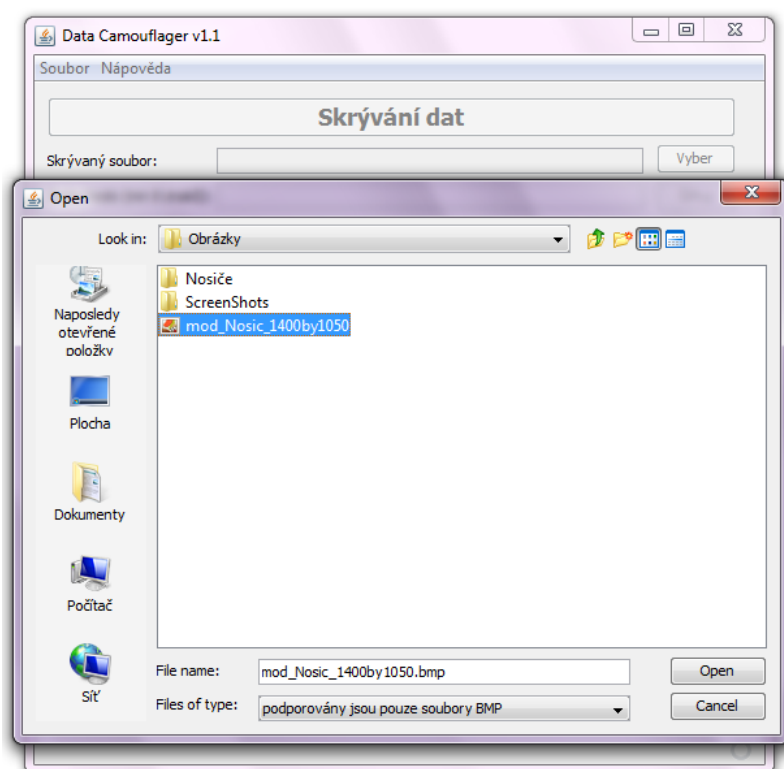 Data Camouflager v1.1
Soubor Nápověda
Skrývání dat
Skrývaný soubor:
Vyber
Open
Look in:
Obrázky
Nosiče
ScreenShots
mod_Nosic_1400by1050
Naposledy
otevřené
položky
Plocha
Dokumenty
Počítač
Síť
File name:
mod_Nosic_1400by1050.bmp
Open
Files of type:
podporovány jsou pouze soubory BMP
Cancel